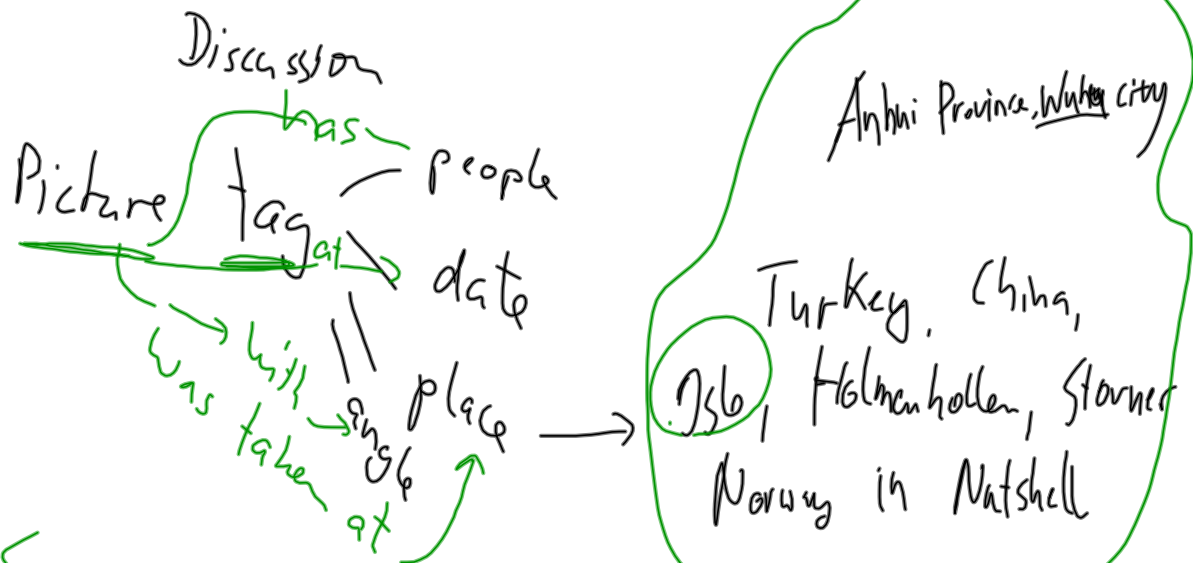 Discussion
has
Anhui Province, Wuhu city
people
Picture
tag
at
date
Turkey, China,
with
was
taken
at
angle
place
Oslo, Holmenkollen, Stovner
Norway in Nutshell